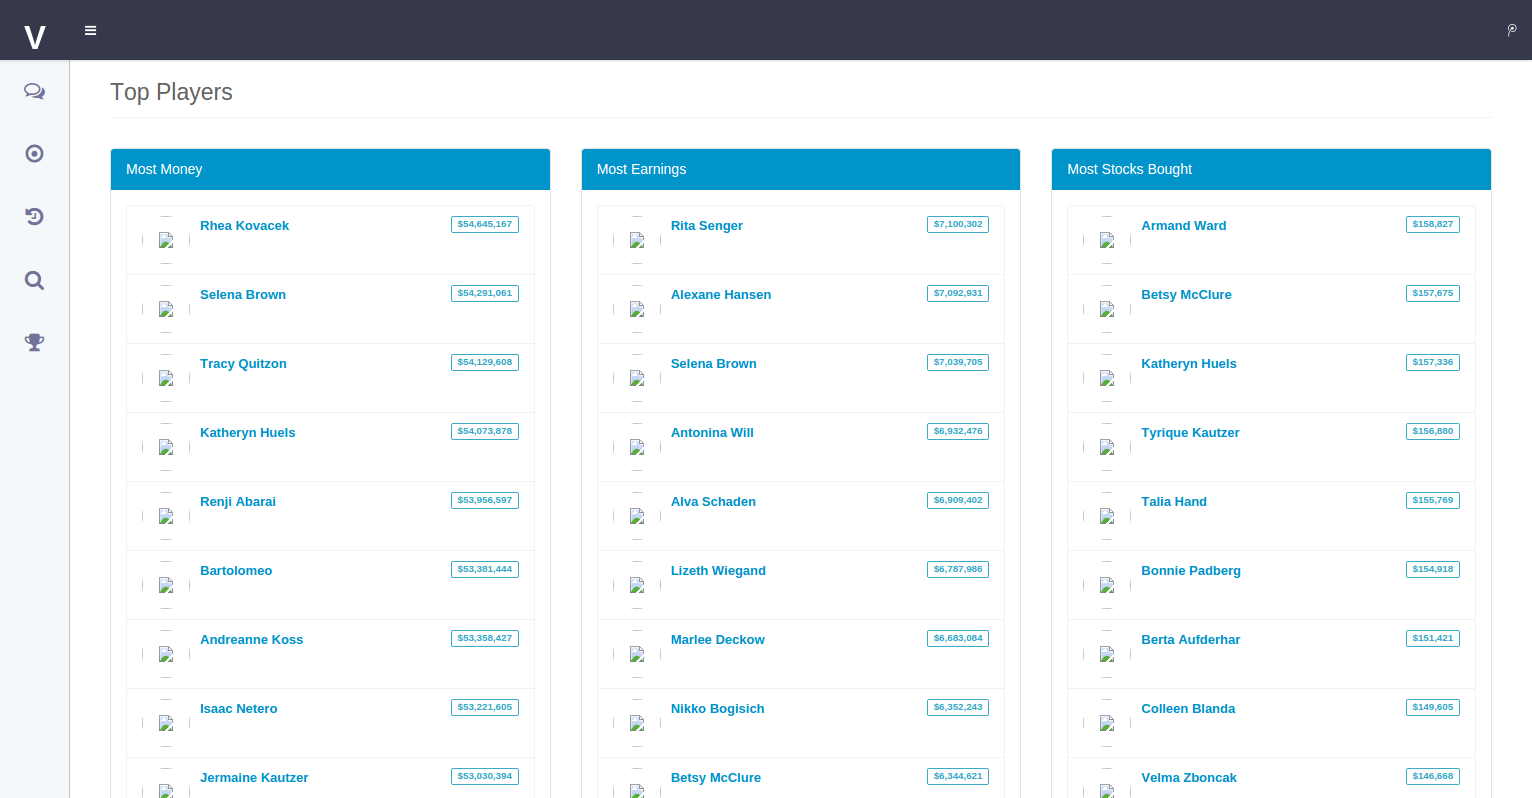 V
Top Players
Most Money
Rhea Kovacek $54,645,167
Selena Brown $54,291,061
Tracy Quitzon $54,129,608
Katheryn Huels $54,073,878
Renji Abarai $53,956,597
Bartolomeo $53,381,444
Andreanne Koss $53,358,427
Isaac Netero $53,221,605
Jermaine Kautzer $53,030,394
Most Earnings
Rita Senger $7,100,302
Alexane Hansen $7,092,931
Selena Brown $7,039,705
Antonina Will $6,932,476
Alva Schaden $6,909,402
Lizeth Wiegand $6,787,986
Marlee Deckow $6,683,084
Nikko Bogisich $6,352,243
Betsy McClure $6,344,621
Most Stocks Bought
Armand Ward $158,827
Betsy McClure $157,675
Katheryn Huels $157,336
Tyrique Kautzer $156,880
Talia Hand $155,769
Bonnie Padberg $154,918
Berta Aufderhar $151,421
Colleen Blanda $149,605
Velma Zboncak $146,668